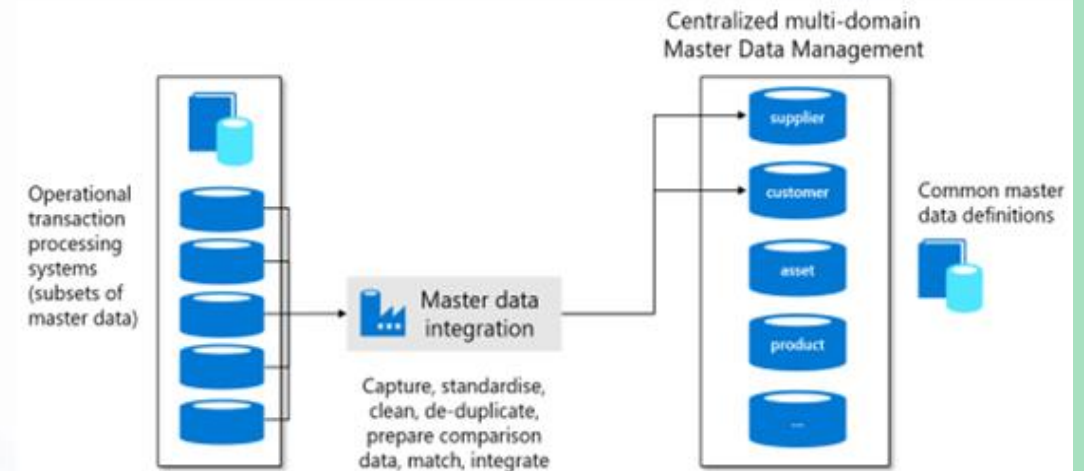 Centralized multi-domain
Master Data Management
Operational
transaction
processing
systems
(subsets of
master data)
Master data
integration
Capture, standardise,
clean, de-duplicate,
prepare comparison
data, match, integrate
supplier
customer
asset
product
...
Common master
data definitions